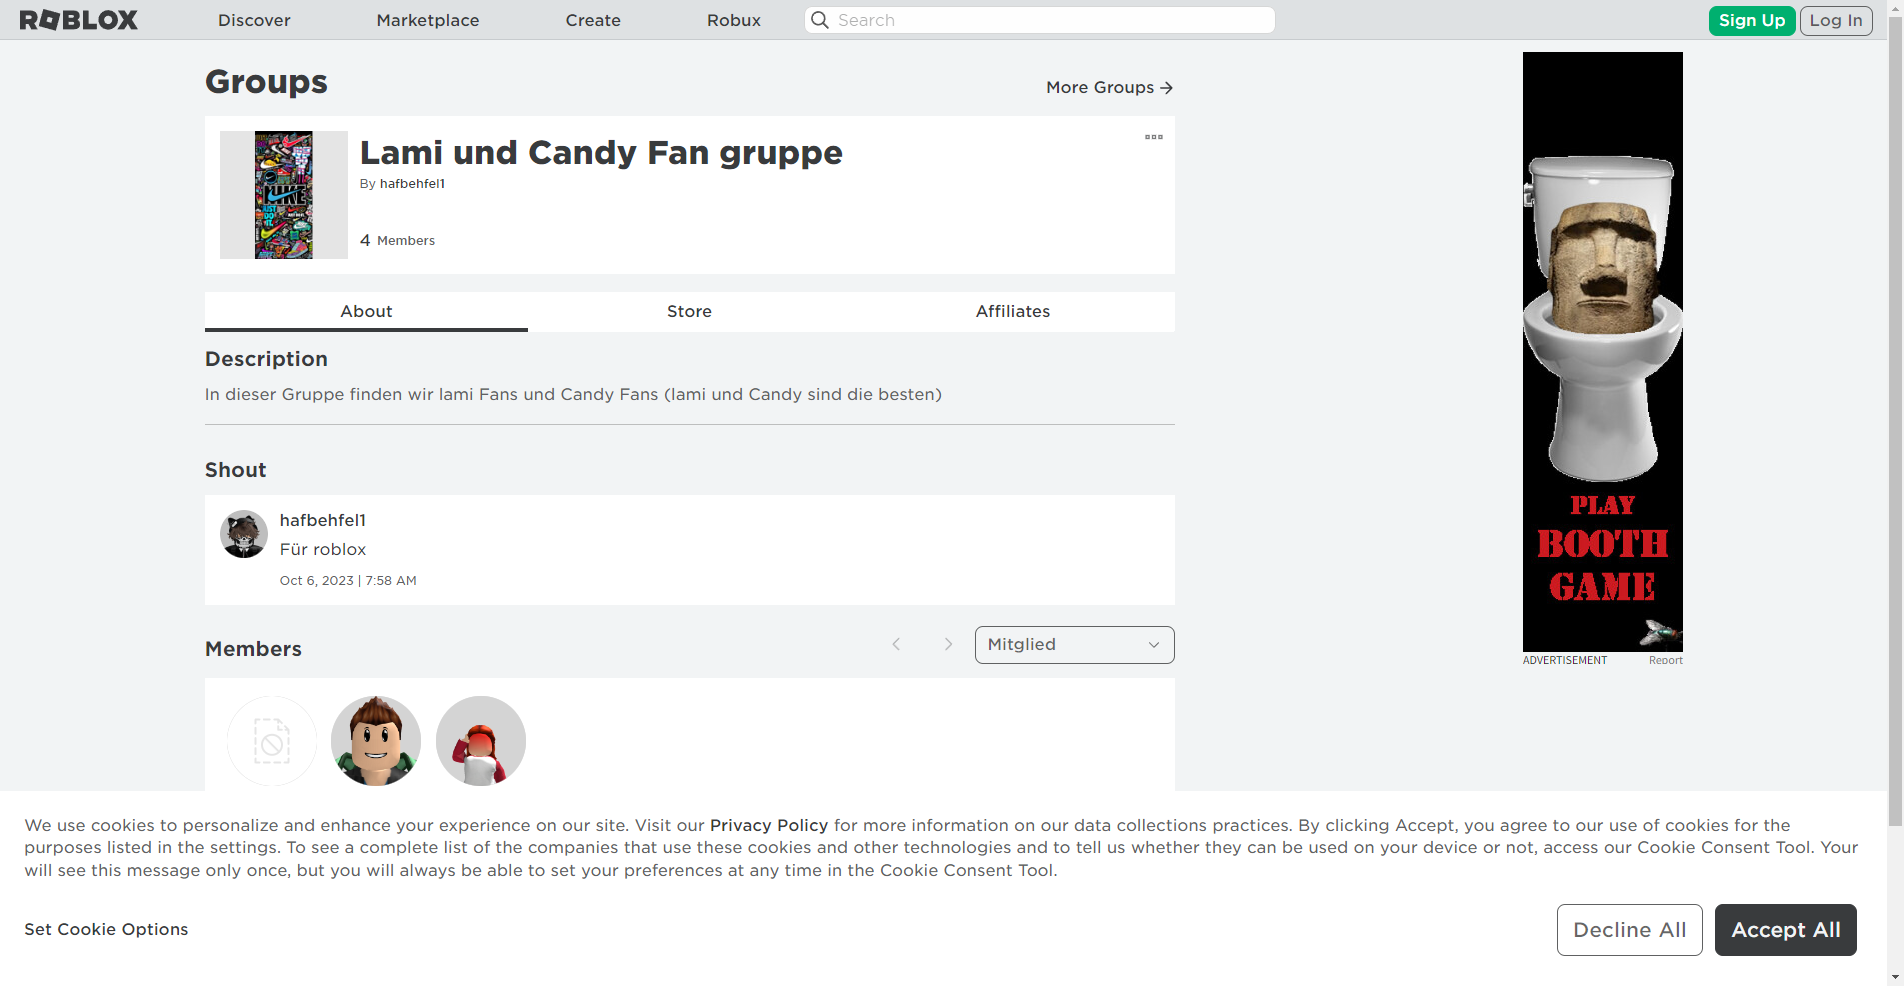 ROBLOX
Discover
Marketplace
Create
Robux
Search
Sign Up
Log In
Groups
More Groups
Lami und Candy Fan gruppe
By hafbehfel1
4 Members
About
Store
Affiliates
Description
In dieser Gruppe finden wir lami Fans und Candy Fans (lami und Candy sind die besten)
Shout
hafbehfel1
Für roblox
Oct 6, 2023 | 7:58 AM
Members
Mitglied
PLAY
BOOTH
GAME
ADVERTISEMENT
Report
We use cookies to personalize and enhance your experience on our site. Visit our Privacy Policy for more information on our data collections practices. By clicking Accept, you agree to our use of cookies for the
purposes listed in the settings. To see a complete list of the companies that use these cookies and other technologies and to tell us whether they can be used on your device or not, access our Cookie Consent Tool. Your
will see this message only once, but you will always be able to set your preferences at any time in the Cookie Consent Tool.
Set Cookie Options
Decline All
Accept All